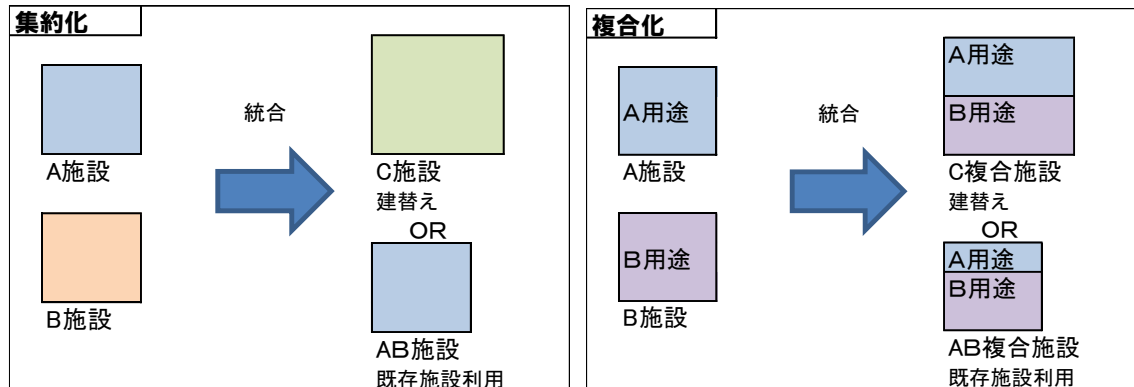 集約化
A施設
B施設
統合
C施設
建替え
OR
AB施設
既存施設利用
複合化
A用途
A施設
B用途
B施設
統合
A用途
B用途
C複合施設
建替え
OR
A用途
B用途
AB複合施設
既存施設利用